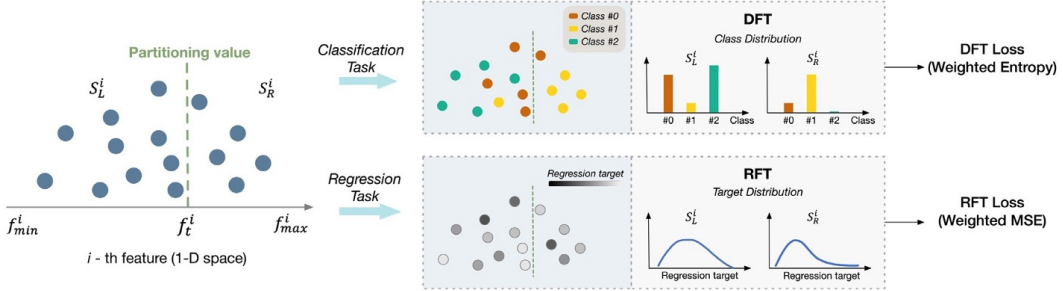 Partitioning value
S_L^i
S_R^i
f_min^i
f_t^i
f_max^i
i - th feature (1-D space)
Classification
Task
Regression
Task
Class #0
Class #1
Class #2
DFT
Class Distribution
S_L^i
S_R^i
#0 #1 #2 Class
#0 #1 #2 Class
DFT Loss
(Weighted Entropy)
Regression target
RFT
Target Distribution
S_L^i
S_R^i
Regression target
Regression target
RFT Loss
(Weighted MSE)